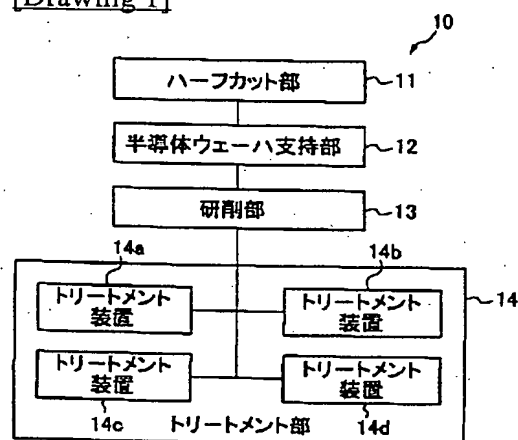 [Drawing 1]
10
ハーフカット部
11
半導体ウェーハ支持部
12
研削部
13
14a
14b
トリートメント
装置
トリートメント
装置
14
トリートメント
装置
トリートメント
装置
14c
トリートメント部
14d